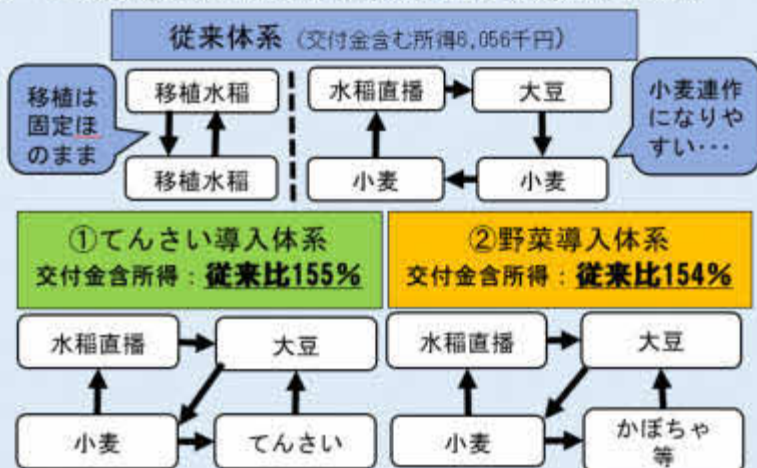 従来体系（交付金含む所得6,056千円）
移植は
固定ほ
のまま
移植水稲
移植水稲
水稲直播
大豆
小麦
小麦
小麦連作
になりや
すい･･･
①てんさい導入体系
交付金含所得：従来比155%
②野菜導入体系
交付金含所得：従来比154%
水稲直播
大豆
小麦
てんさい
水稲直播
大豆
小麦
かぼちゃ
等